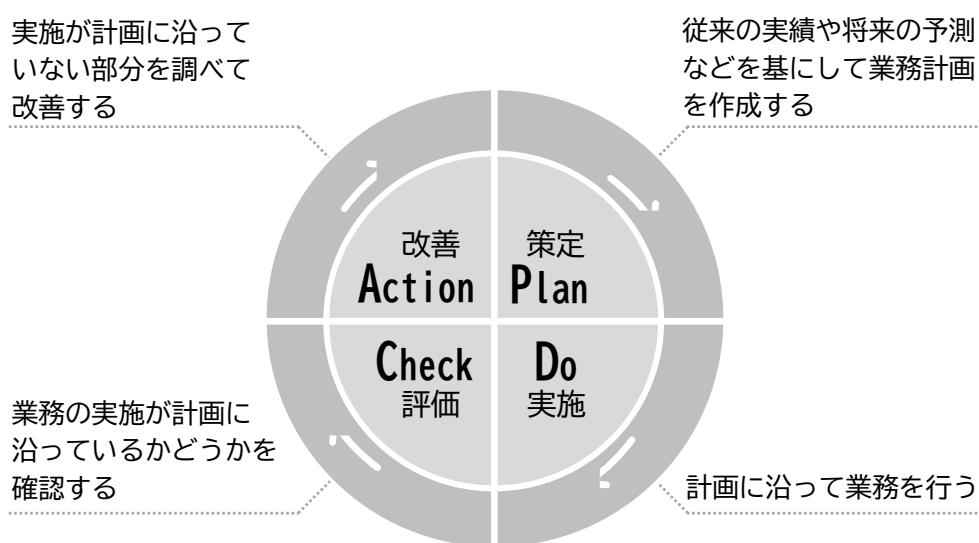 実施が計画に沿って
いない部分を調べて
改善する
従来の実績や将来の予測
などを基にして業務計画
を作成する
改善
Action
策定
Plan
Check
評価
Do
実施
業務の実施が計画に
沿っているかどうかを
確認する
計画に沿って業務を行う